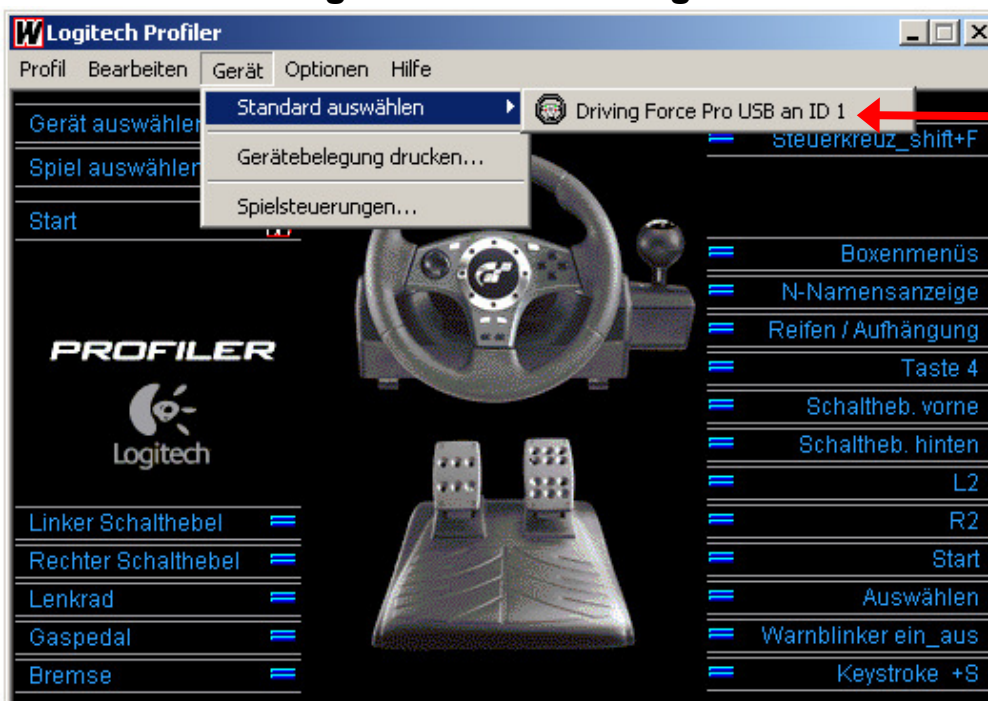 Logitech Profiler
Profil Bearbeiten Gerät Optionen Hilfe
Standard auswählen
Driving Force Pro USB an ID 1
Gerätebelegung drucken...
Spielsteuerungen...
Gerät auswählen
Spiel auswählen
Start
PROFILER
Logitech
Linker Schalthebel
Rechter Schalthebel
Lenkrad
Gaspedal
Bremse
Steuerkreuz_shift+F
Boxenmenüs
N-Namensanzeige
Reifen / Aufhängung
Taste 4
Schaltheb. vorne
Schaltheb. hinten
L2
R2
Start
Auswählen
Warnblinker ein_aus
Keystroke +S